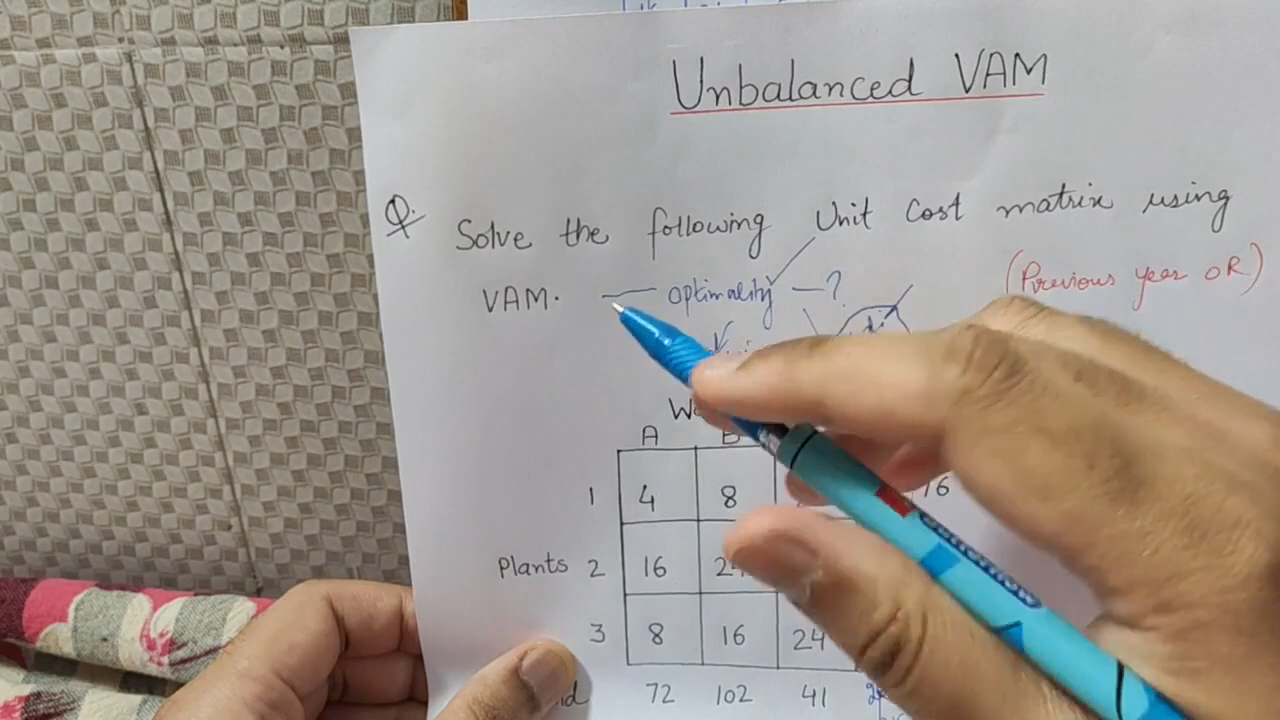 Unbalanced VAM
Q. Solve the following Unit Cost matrix using
VAM. — optimality — ?
(Previous year OR)
A B
1 4 8
Plants 2 16
3 8 16 24
72 102 41